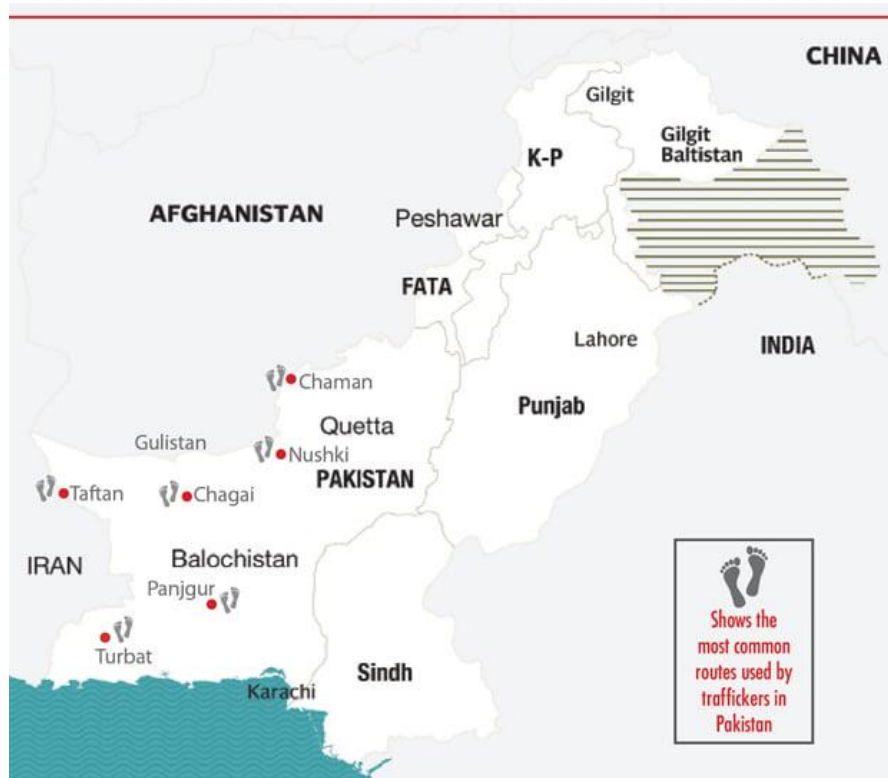 CHINA
Gilgit
Gilgit
Baltistan
K-P
AFGHANISTAN
Peshawar
FATA
Lahore
INDIA
Chaman
Punjab
Quetta
Gulistan
Nushki
PAKISTAN
Taftan
Chagai
IRAN
Balochistan
Panjgur
Turbat
Sindh
Karachi
Shows the
most common
routes used by
traffickers in
Pakistan